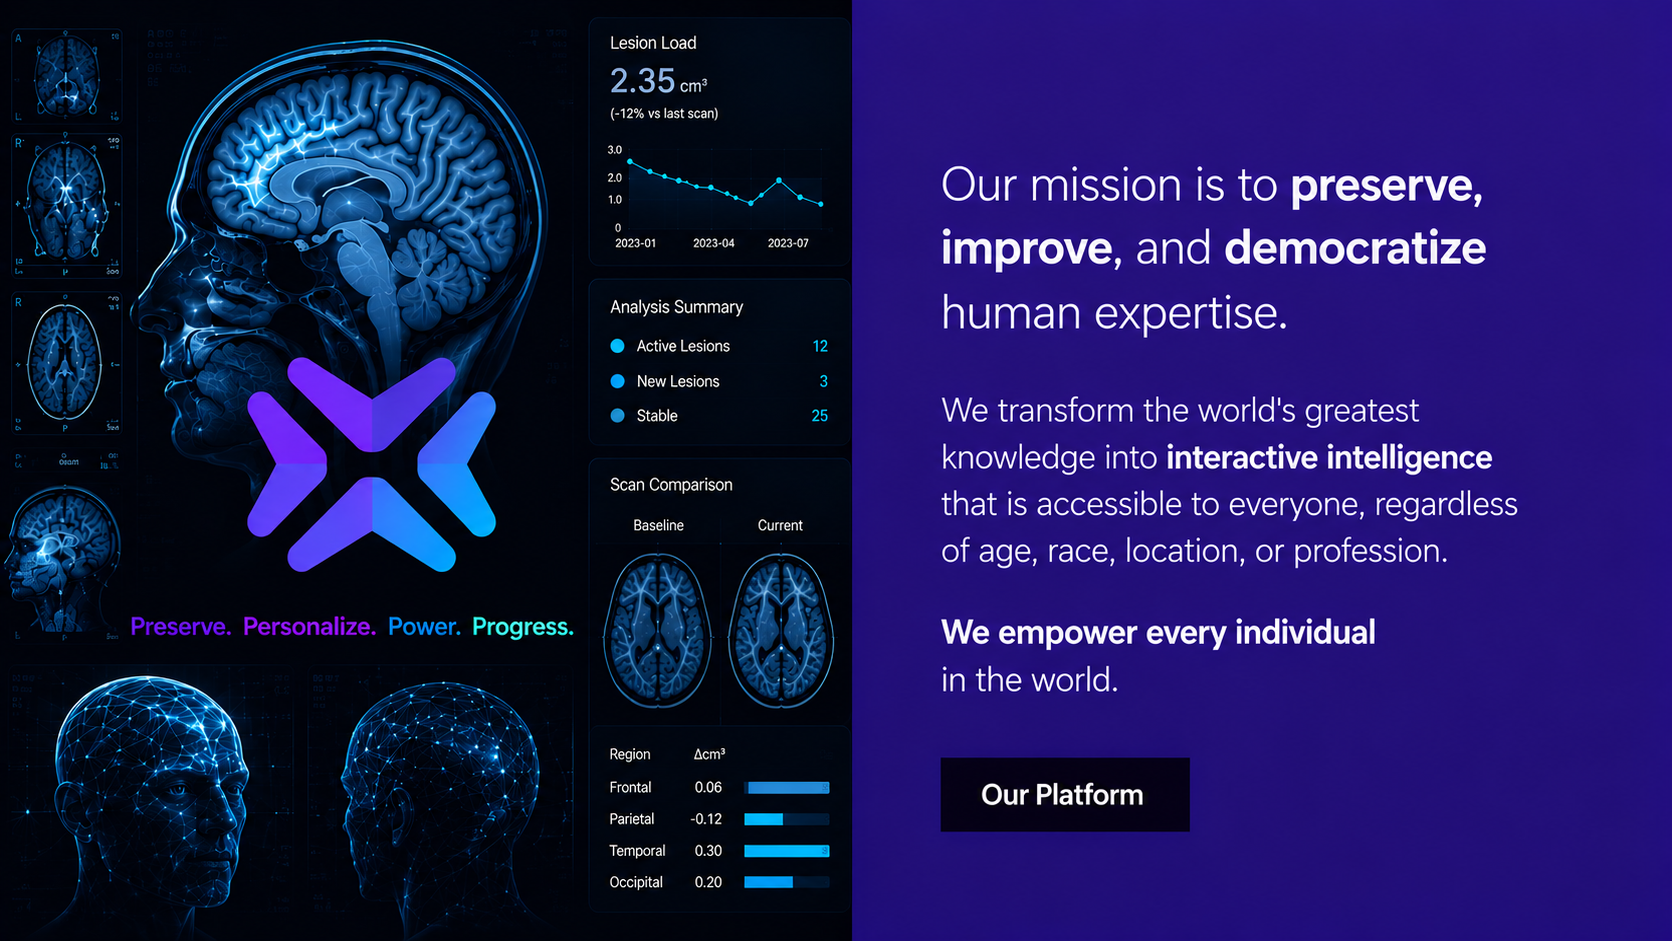 A
R
R
P
Lesion Load
2.35 cm³
(-12% vs last scan)
3.0
2.0
1.0
0
2023-01 2023-04 2023-07
Analysis Summary
Active Lesions 12
New Lesions 3
Stable 25
Scan Comparison
Baseline Current
Region Δcm³
Frontal 0.06
Parietal -0.12
Temporal 0.30
Occipital 0.20
Preserve. Personalize. Power. Progress.
Our mission is to preserve,
improve, and democratize
human expertise.
We transform the world's greatest
knowledge into interactive intelligence
that is accessible to everyone, regardless
of age, race, location, or profession.
We empower every individual
in the world.
Our Platform